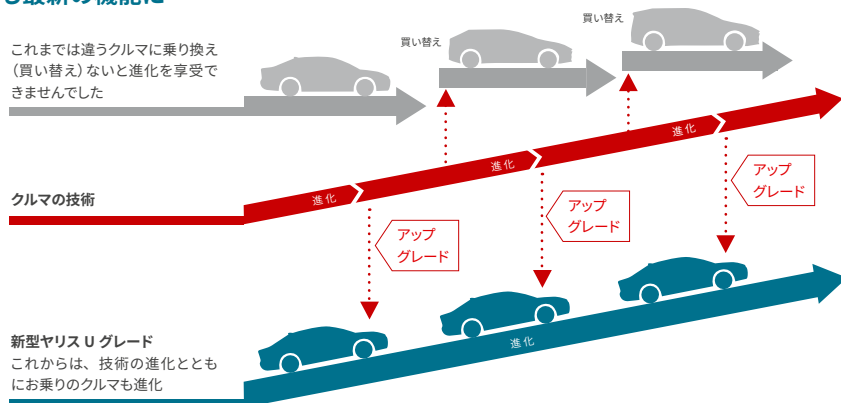 これまでは違うクルマに乗り換え
（買い替え）ないと進化を享受で
きませんでした
買い替え
買い替え
クルマの技術
進化
進化
進化
アップ
グレード
アップ
グレード
アップ
グレード
新型ヤリス U グレード
これからは、技術の進化ととも
にお乗りのクルマも進化
進化